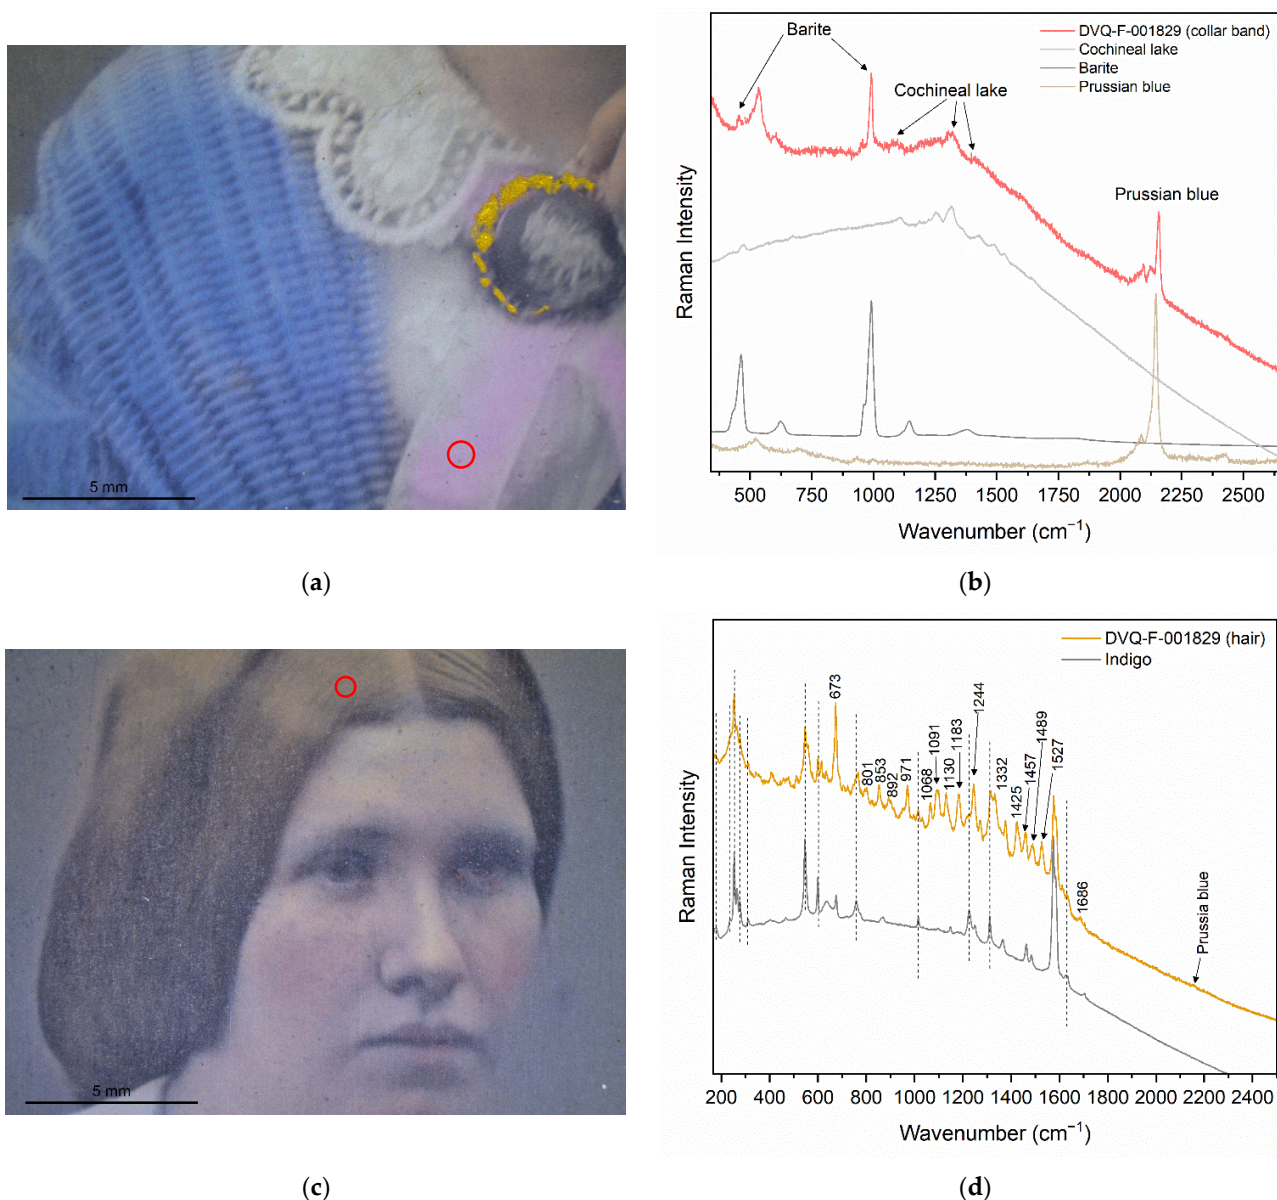 5 mm
(a)
DVQ-F-001829 (collar band)
Cochineal lake
Barite
Prussian blue
Barite
Cochineal lake
Prussian blue
Raman Intensity
500 750 1000 1250 1500 1750 2000 2250 2500
Wavenumber (cm⁻¹)
(b)
5 mm
(c)
DVQ-F-001829 (hair)
Indigo
673
801
853
892
971
1068
1091
1130
1183
1244
1332
1425
1457
1489
1527
1686
Prussia blue
Raman Intensity
200 400 600 800 1000 1200 1400 1600 1800 2000 2200 2400
Wavenumber (cm⁻¹)
(d)